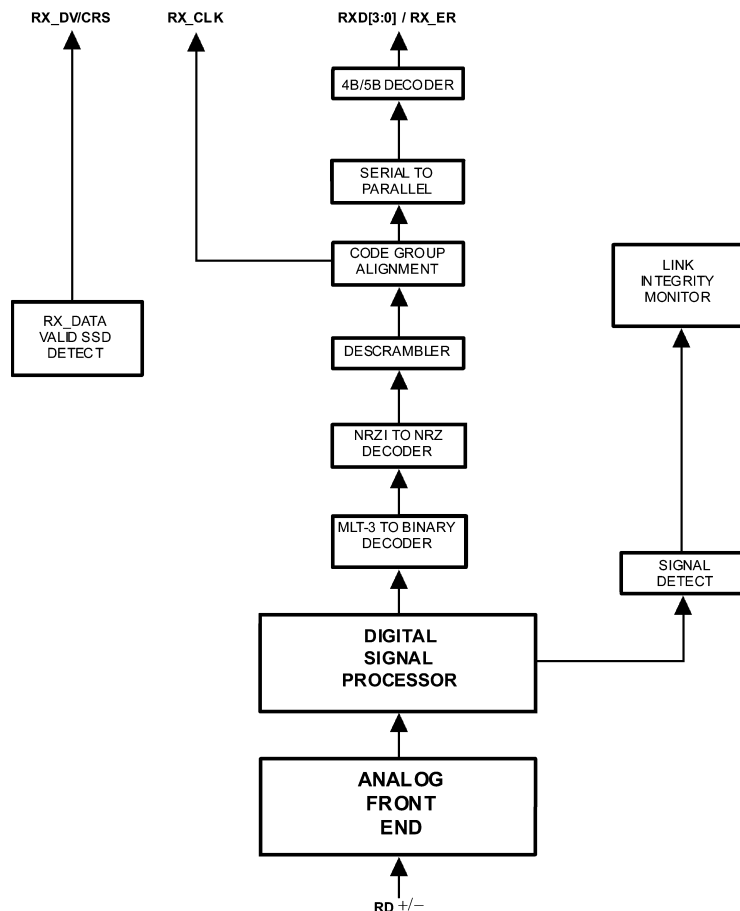 RX_DV/CRS
RX_CLK
RXD[3:0] / RX_ER
4B/5B DECODER
SERIAL TO
PARALLEL
CODE GROUP
ALIGNMENT
LINK
INTEGRITY
MONITOR
RX_DATA
VALID SSD
DETECT
DESCRAMBLER
NRZI TO NRZ
DECODER
MLT-3 TO BINARY
DECODER
SIGNAL
DETECT
DIGITAL
SIGNAL
PROCESSOR
ANALOG
FRONT
END
RD +/−